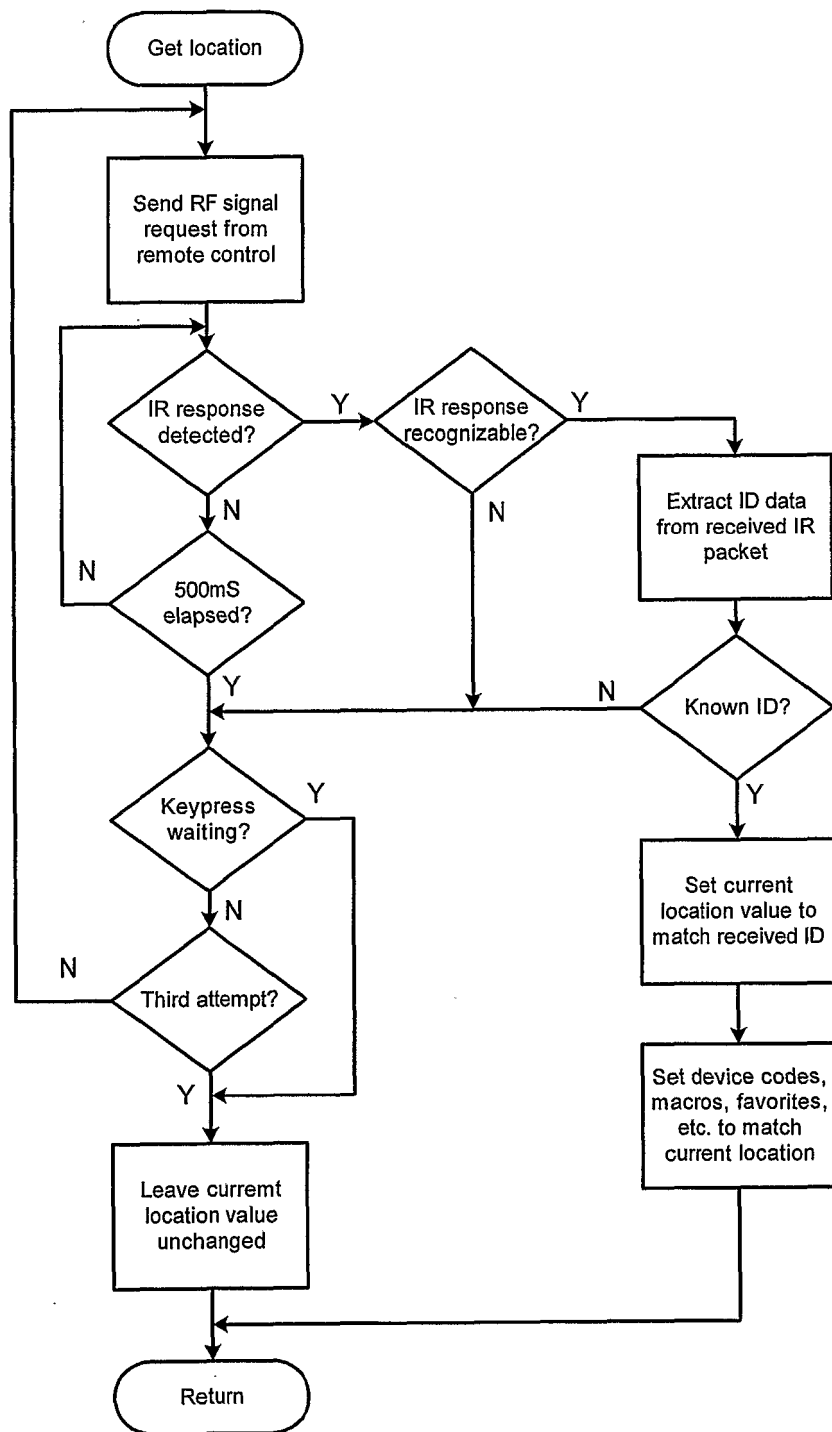 Get location
Send RF signal
request from
remote control
IR response
detected?
Y
IR response
recognizable?
Y
N
N
Extract ID data
from received IR
packet
500mS
elapsed?
N
Y
Known ID?
N
Y
Keypress
waiting?
Y
N
Set current
location value to
match received ID
Third attempt?
N
Y
Set device codes,
macros, favorites,
etc. to match
current location
Leave curremt
location value
unchanged
Return